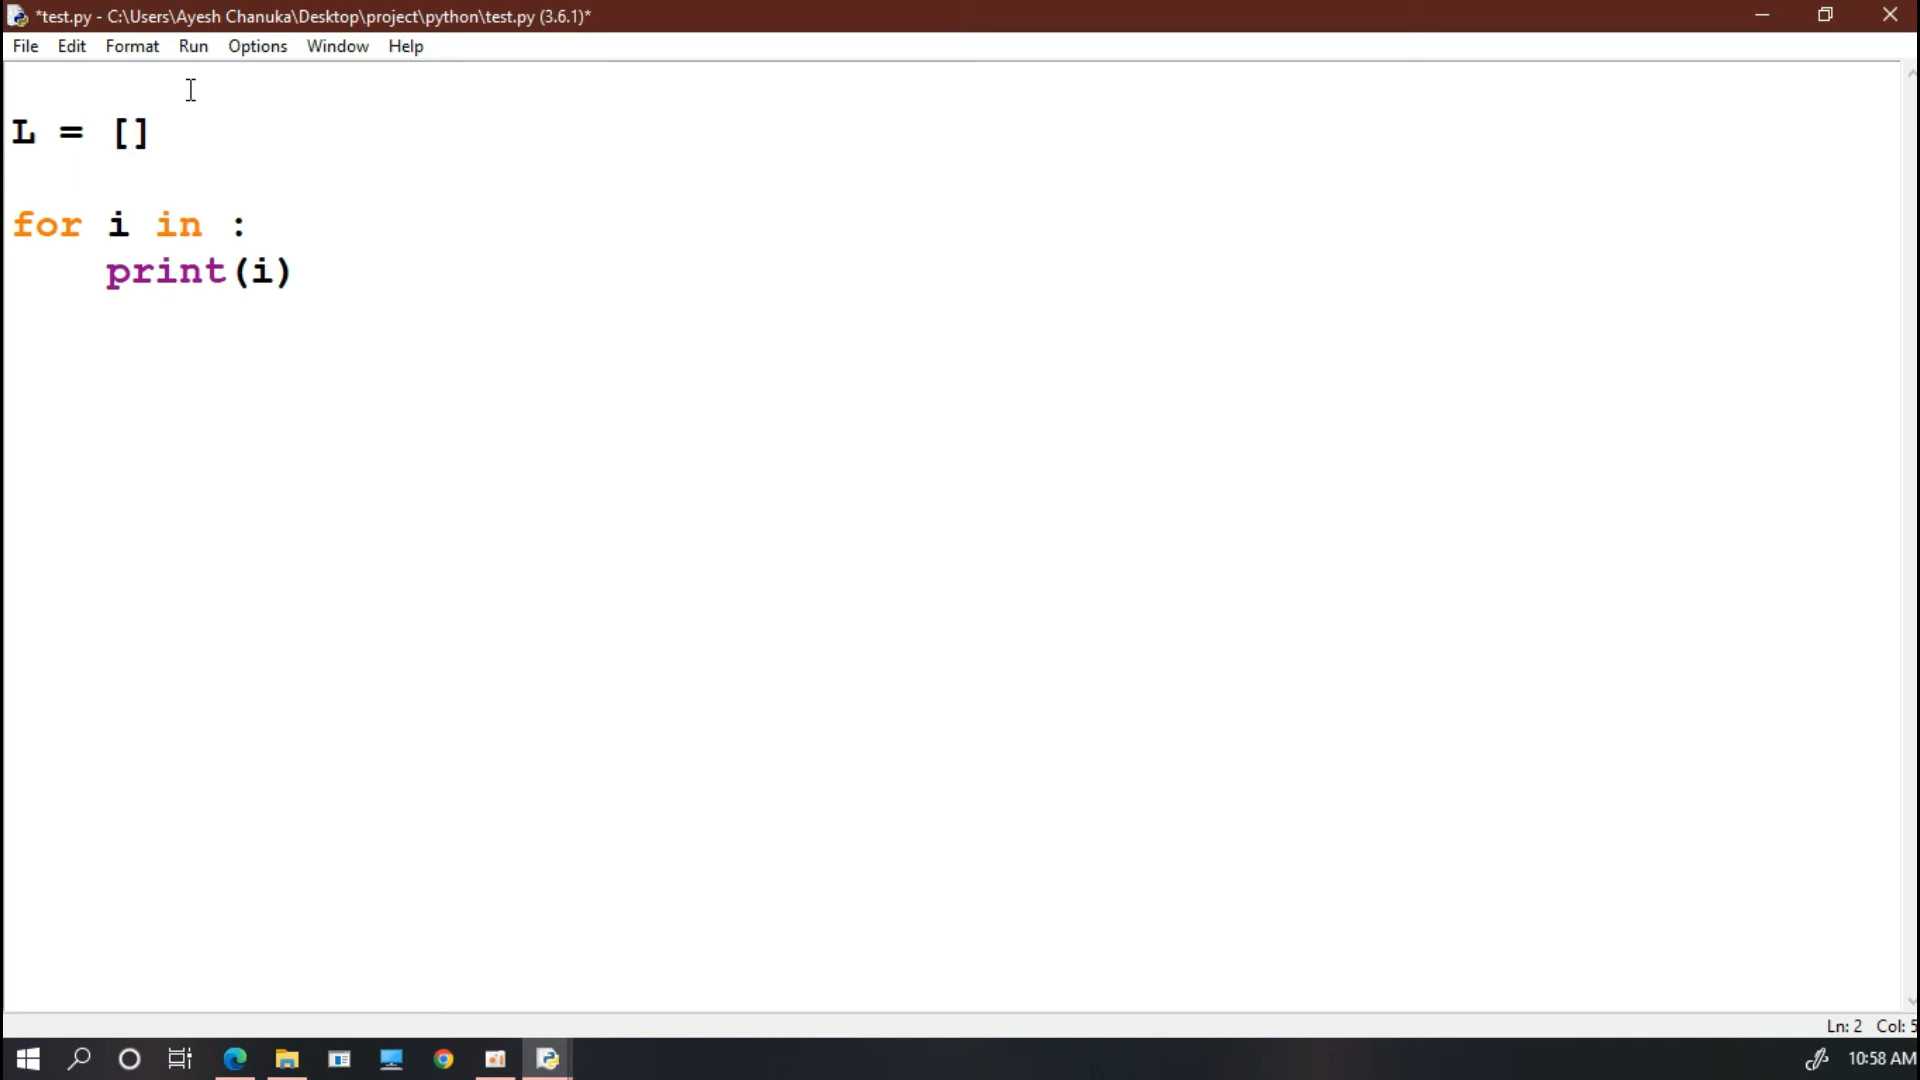 *test.py - C:\Users\Ayesh Chanuka\Desktop\project\python\test.py (3.6.1)*
File Edit Format Run Options Window Help
L = []
for i in :
    print(i)
Ln: 2 Col: 5
10:58 AM